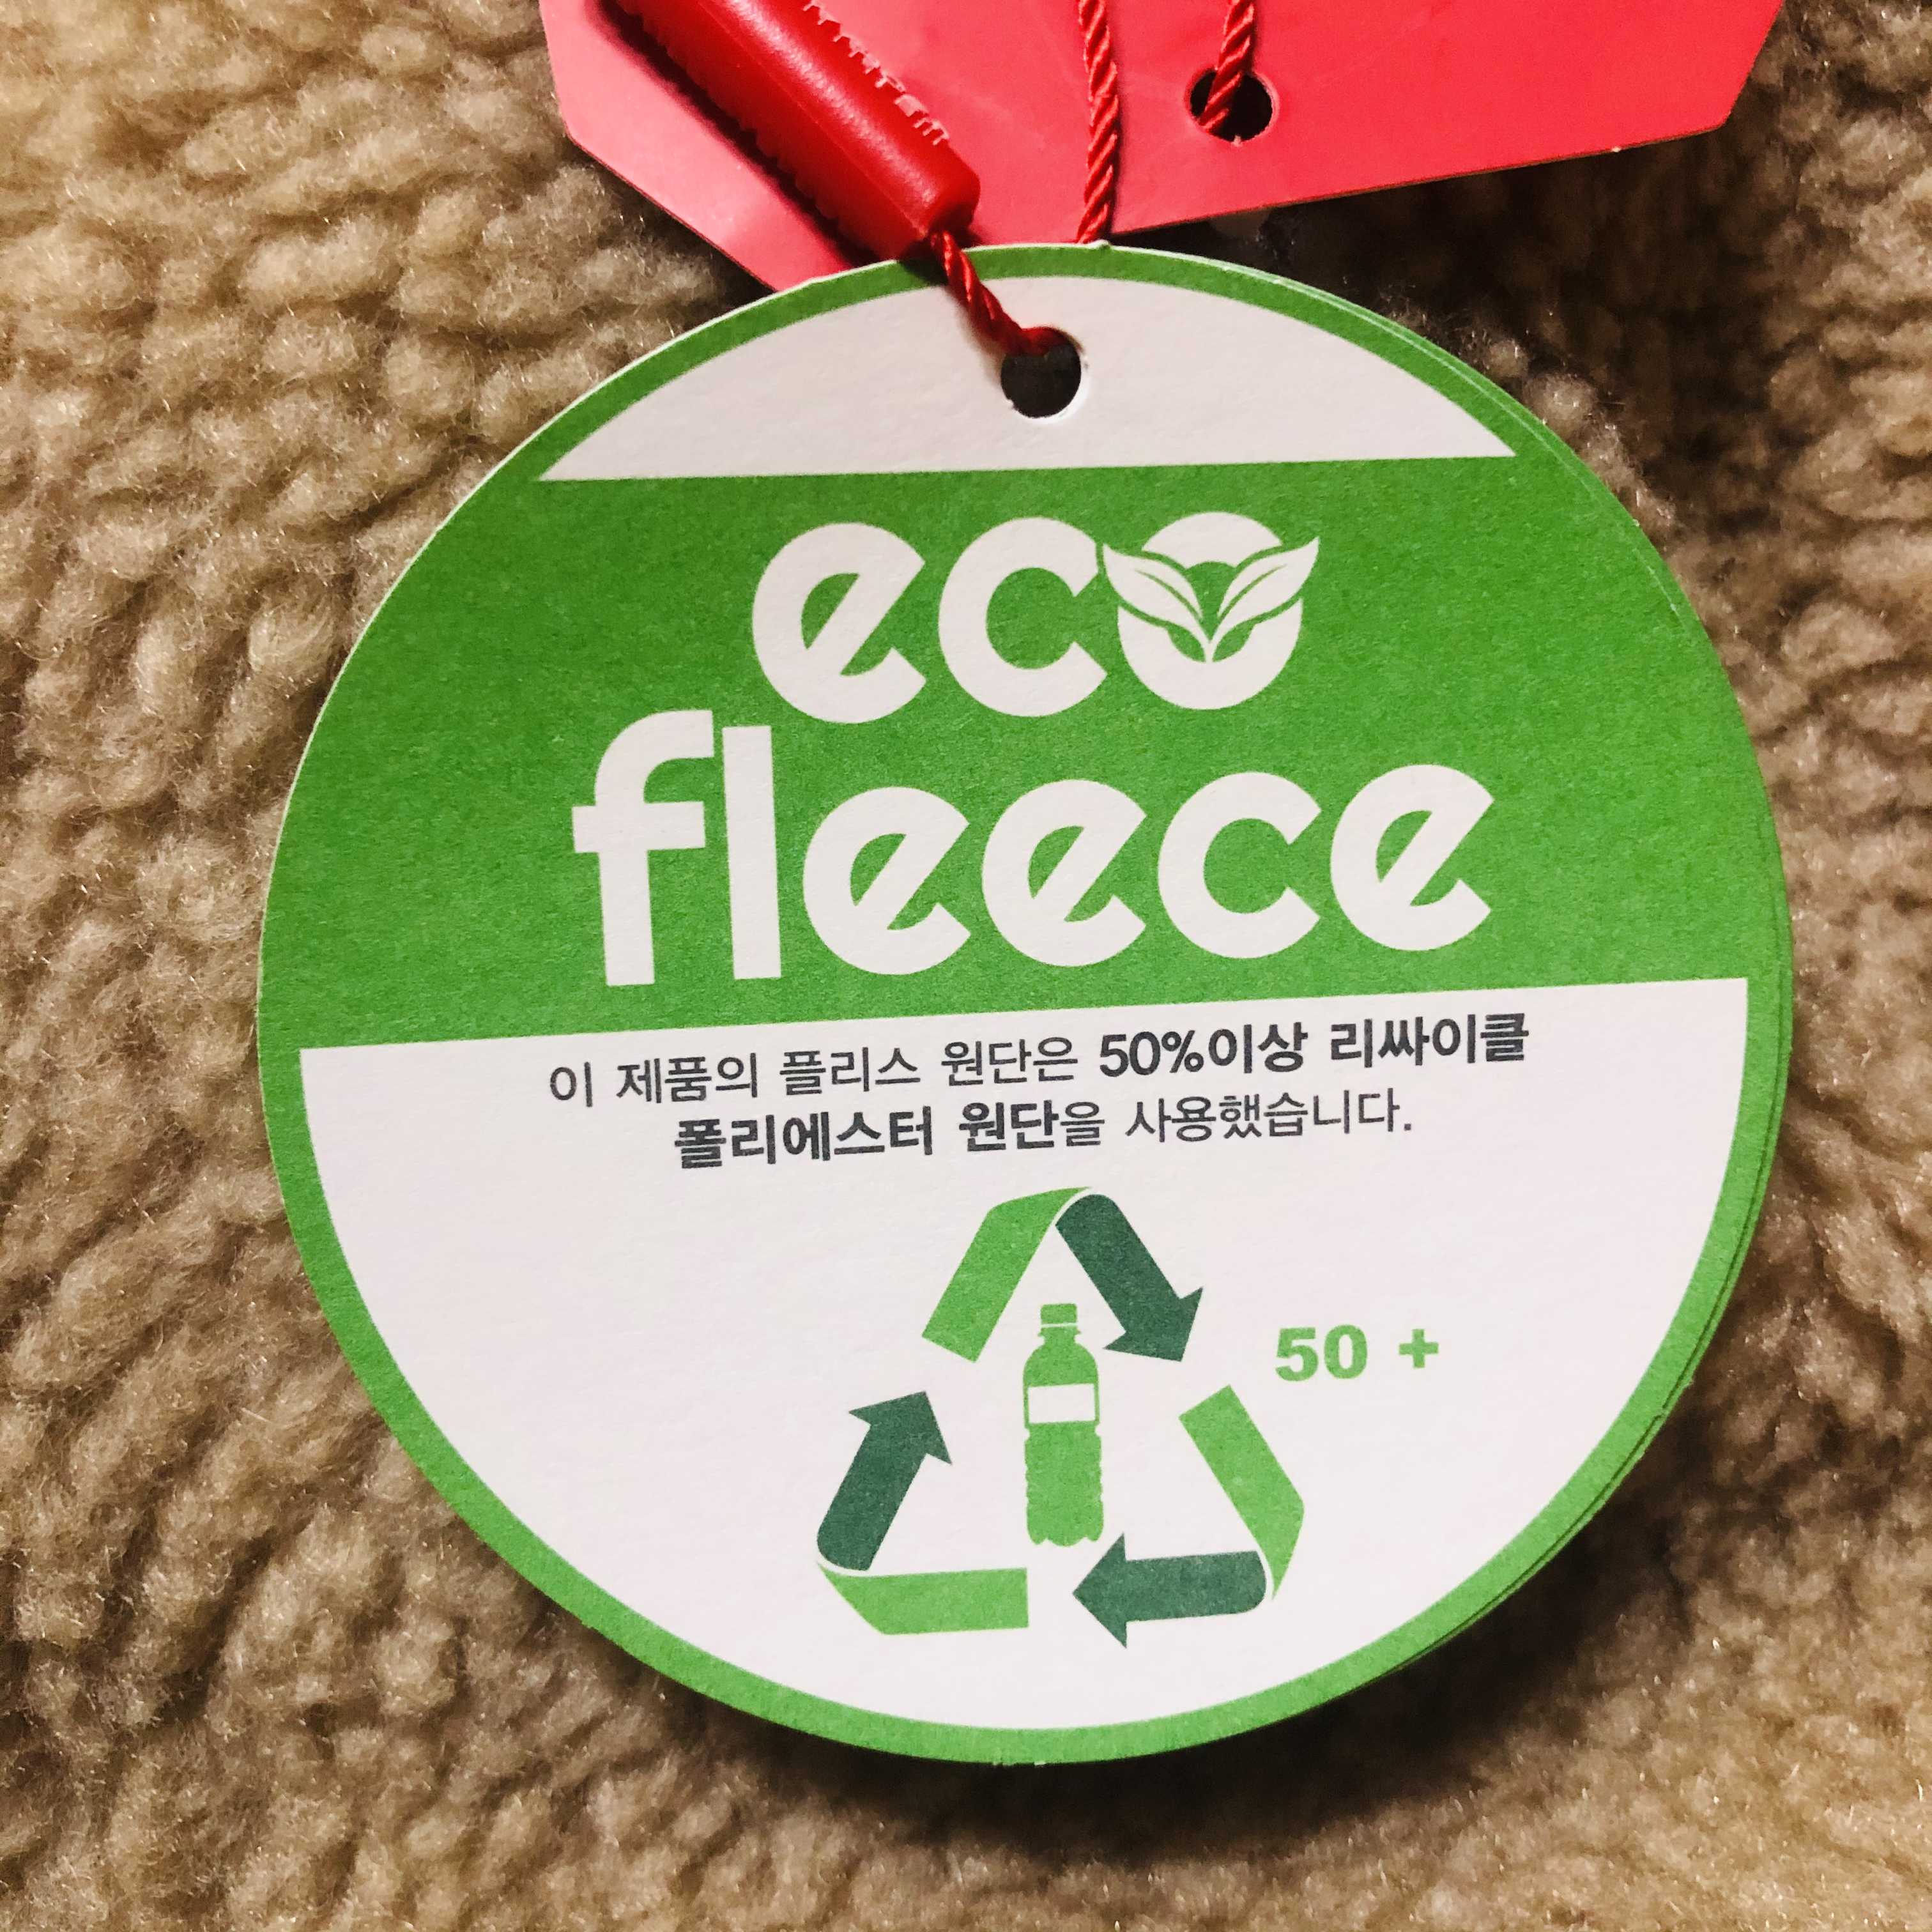 eco
fleece
이 제품의 플리스 원단은 50%이상 리싸이클
폴리에스터 원단을 사용했습니다.
50 +